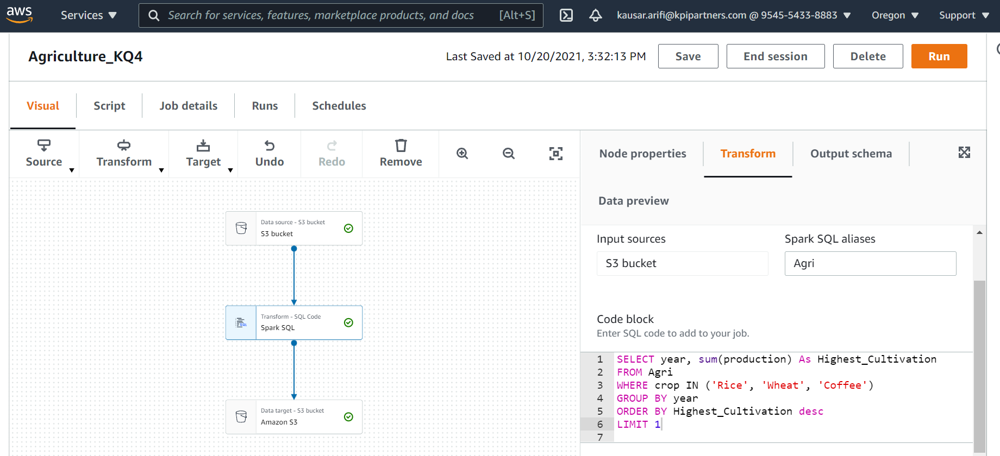 aws Services Search for services, features, marketplace products, and docs [Alt+S] kausar.arifi@kpipartners.com @ 9545-5433-8883 Oregon Support
Agriculture_KQ4 Last Saved at 10/20/2021, 3:32:13 PM Save End session Delete Run
Visual Script Job details Runs Schedules
Source Transform Target Undo Redo Remove
Data source - S3 bucket
S3 bucket
Transform - SQL Code
SQL
Spark SQL
Data target - S3 bucket
Amazon S3
Node properties Transform Output schema
Data preview
Input sources Spark SQL aliases
S3 bucket Agri
Code block
Enter SQL code to add to your job.
1 SELECT year, sum(production) As Highest_Cultivation
2 FROM Agri
3 WHERE crop IN ('Rice', 'Wheat', 'Coffee')
4 GROUP BY year
5 ORDER BY Highest_Cultivation desc
6 LIMIT 1
7